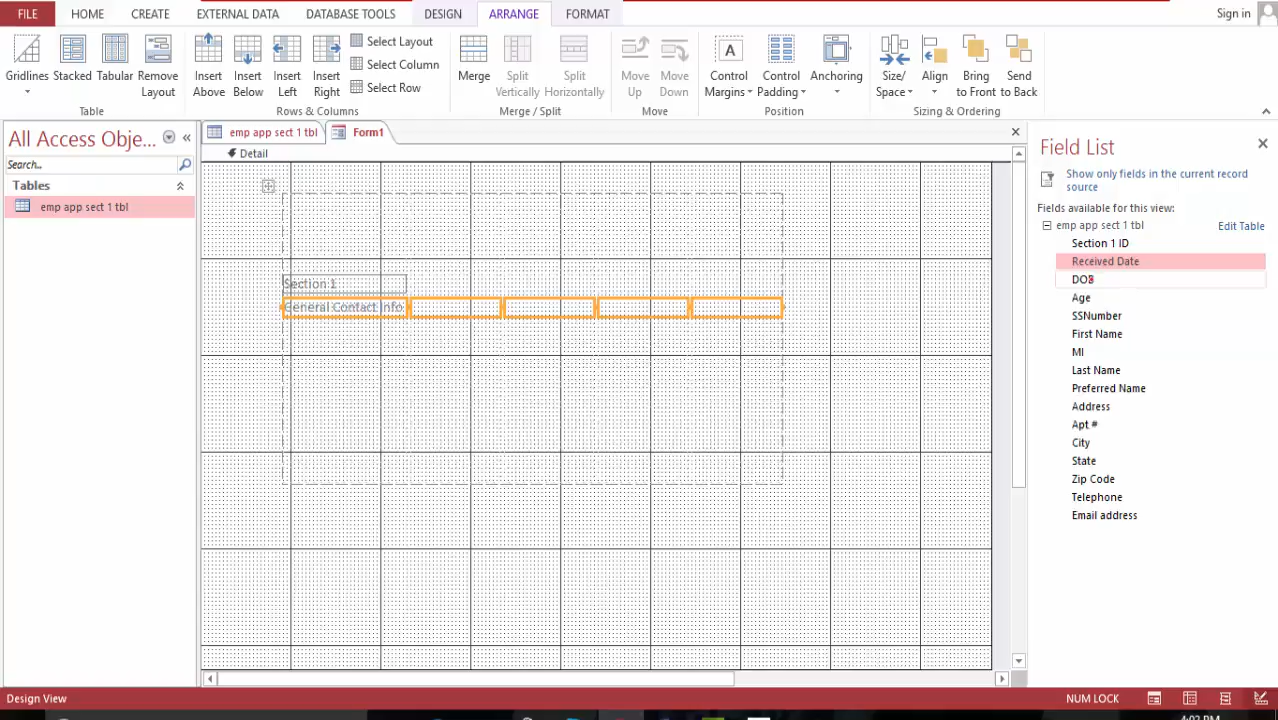 FILE HOME CREATE EXTERNAL DATA DATABASE TOOLS DESIGN ARRANGE FORMAT Sign in
Gridlines Stacked Tabular Remove Layout
Table
Insert Above Insert Below Insert Left Insert Right
Select Layout
Select Column
Select Row
Rows & Columns
Merge Split Vertically Split Horizontally
Merge / Split
Move Up Move Down
Move
Control Margins Control Padding Anchoring
Position
Size/ Space Align Bring to Front Send to Back
Sizing & Ordering
All Access Obje...
Search...
Tables
emp app sect 1 tbl
emp app sect 1 tbl Form1
Detail
Section 1
General Contact Info
Field List
Show only fields in the current record
source
Fields available for this view:
emp app sect 1 tbl Edit Table
Section 1 ID
Received Date
DOB
Age
SSNumber
First Name
MI
Last Name
Preferred Name
Address
Apt #
City
State
Zip Code
Telephone
Email address
Design View NUM LOCK